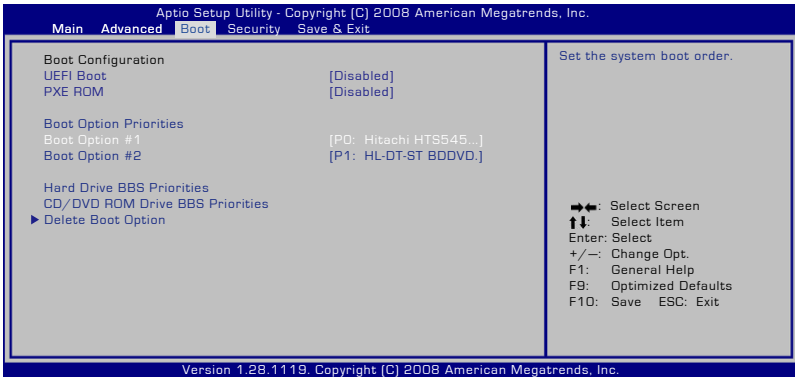 Aptio Setup Utility - Copyright (C) 2008 American Megatrends, Inc.
Main Advanced Boot Security Save & Exit
Boot Configuration
UEFI Boot [Disabled]
PXE ROM [Disabled]
Boot Option Priorities
Boot Option #1 [P0: Hitachi HTS545...]
Boot Option #2 [P1: HL-DT-ST BDDVD.]
Hard Drive BBS Priorities
CD/DVD ROM Drive BBS Priorities
Delete Boot Option
Set the system boot order.
→←: Select Screen
↑↓: Select Item
Enter: Select
+/—: Change Opt.
F1: General Help
F9: Optimized Defaults
F10: Save ESC: Exit
Version 1.28.1119. Copyright (C) 2008 American Megatrends, Inc.